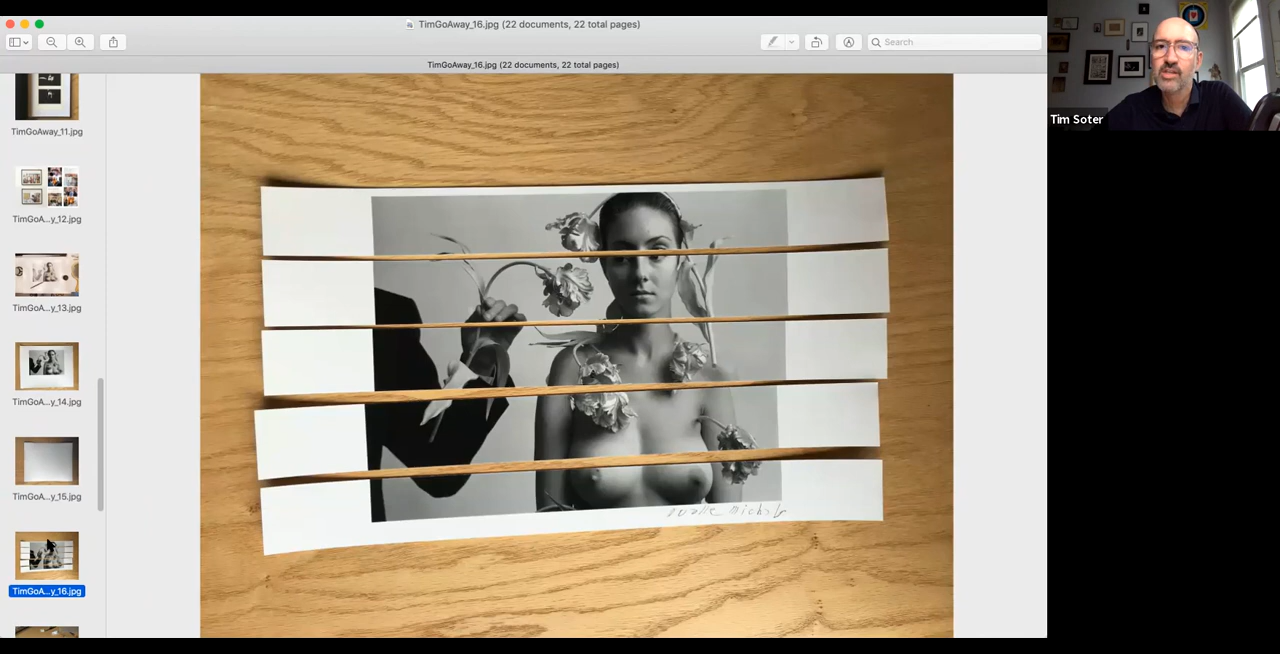 TimGoAway_16.jpg (22 documents, 22 total pages)
Search
TimGoAway_16.jpg (22 documents, 22 total pages)
TimGoAway_11.jpg
TimGoA...y_12.jpg
TimGoA...y_13.jpg
TimGoA...y_14.jpg
TimGoA...y_15.jpg
TimGoA...y_16.jpg
Tim Soter